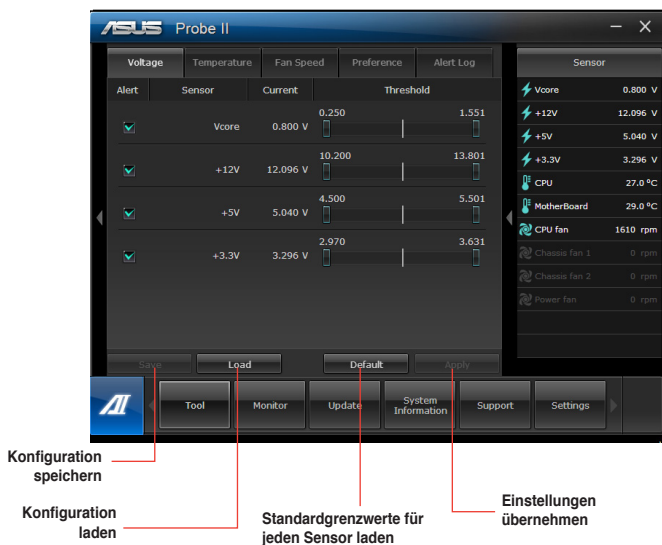 ASUS Probe II
Voltage Temperature Fan Speed Preference Alert Log
Alert Sensor Current Threshold
Vcore 0.800 V 0.250 1.551
+12V 12.096 V 10.200 13.801
+5V 5.040 V 4.500 5.501
+3.3V 3.296 V 2.970 3.631
Save Load Default Apply
Sensor
Vcore 0.800 V
+12V 12.096 V
+5V 5.040 V
+3.3V 3.296 V
CPU 27.0 ºC
MotherBoard 29.0 ºC
CPU fan 1610 rpm
Chassis fan 1 0 rpm
Chassis fan 2 0 rpm
Power fan 0 rpm
Tool Monitor Update System Information Support Settings
Konfiguration
speichern
Konfiguration
laden
Standardgrenzwerte für
jeden Sensor laden
Einstellungen
übernehmen